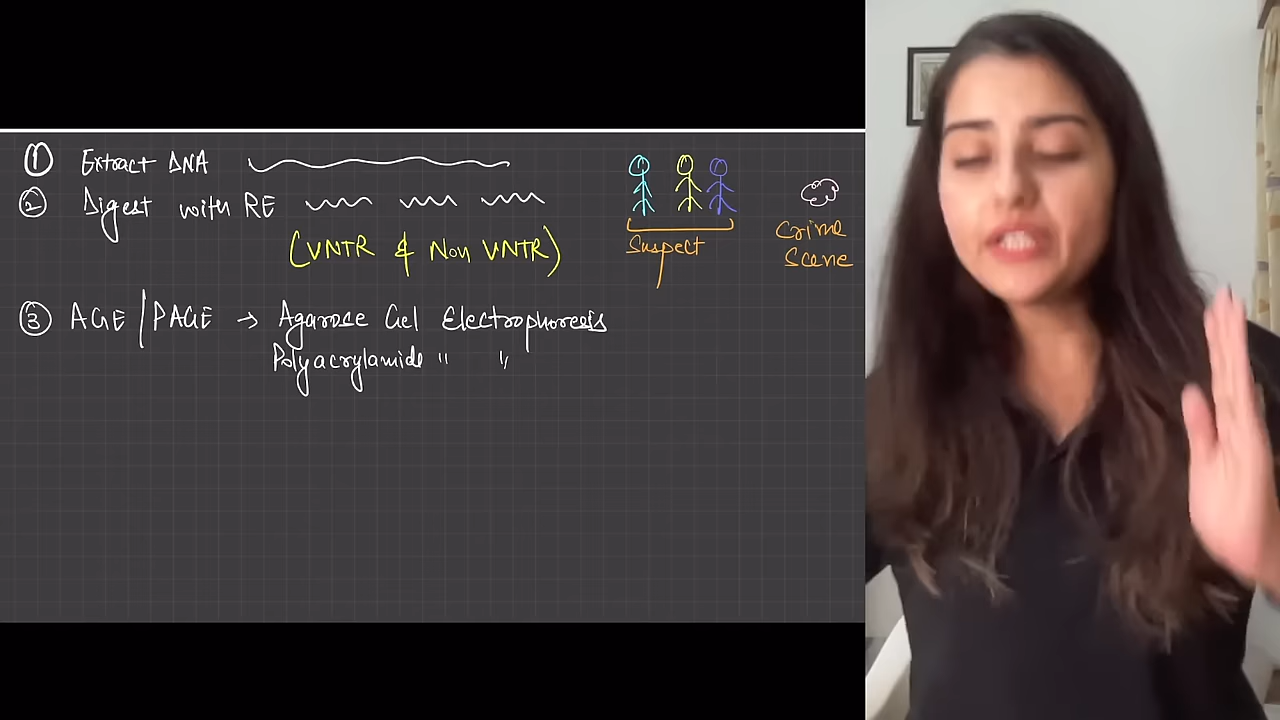 ① Extract DNA
② Digest with RE
(VNTR & Non VNTR)
Suspect
Crime
Scene
③ AGE/PAGE → Agarose Gel Electrophoresis
Polyacrylamide " "